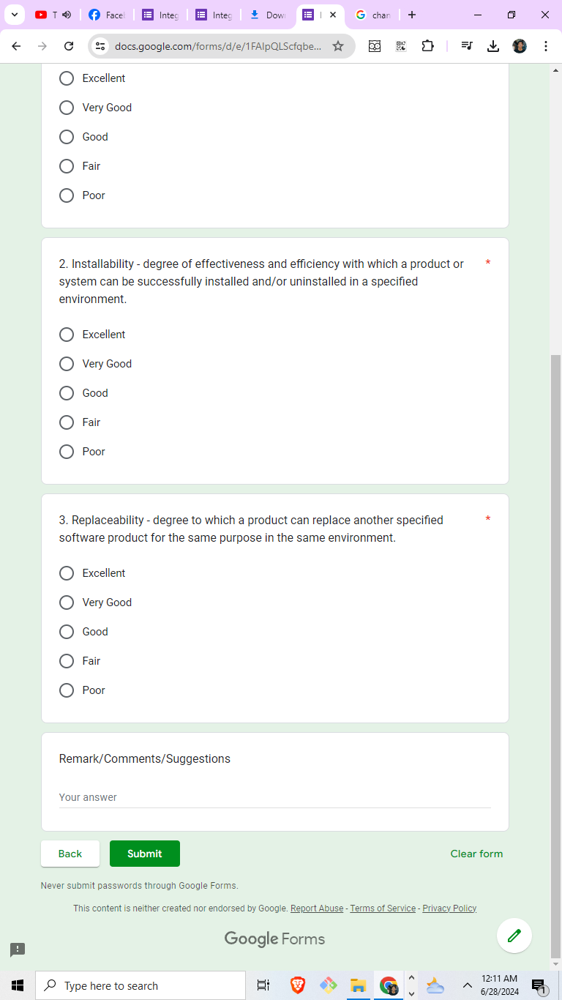 T
Face
Integ
Integ
Dow
chan
docs.google.com/forms/d/e/1FAIpQLScfqbe...
Excellent
Very Good
Good
Fair
Poor
2. Installability - degree of effectiveness and efficiency with which a product or *
system can be successfully installed and/or uninstalled in a specified
environment.
Excellent
Very Good
Good
Fair
Poor
3. Replaceability - degree to which a product can replace another specified *
software product for the same purpose in the same environment.
Excellent
Very Good
Good
Fair
Poor
Remark/Comments/Suggestions
Your answer
Back
Submit
Clear form
Never submit passwords through Google Forms.
This content is neither created nor endorsed by Google. Report Abuse - Terms of Service - Privacy Policy
Google Forms
Type here to search
12:11 AM
6/28/2024
1